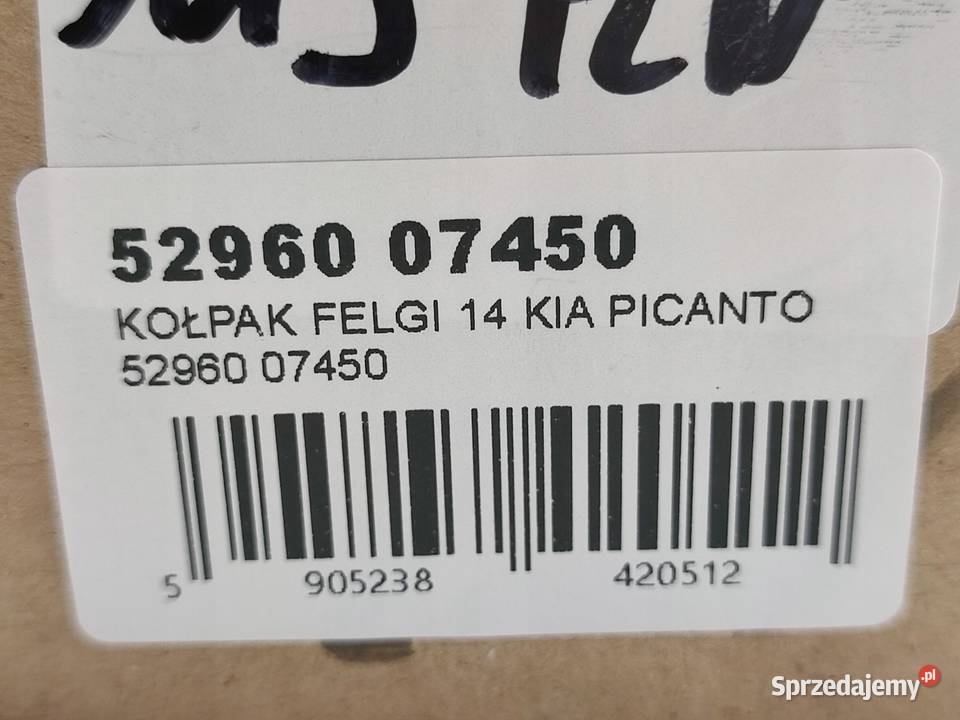 52960 07450
KOŁPAK FELGI 14 KIA PICANTO
52960 07450
5 905238 420512
Sprzedajemy.pl